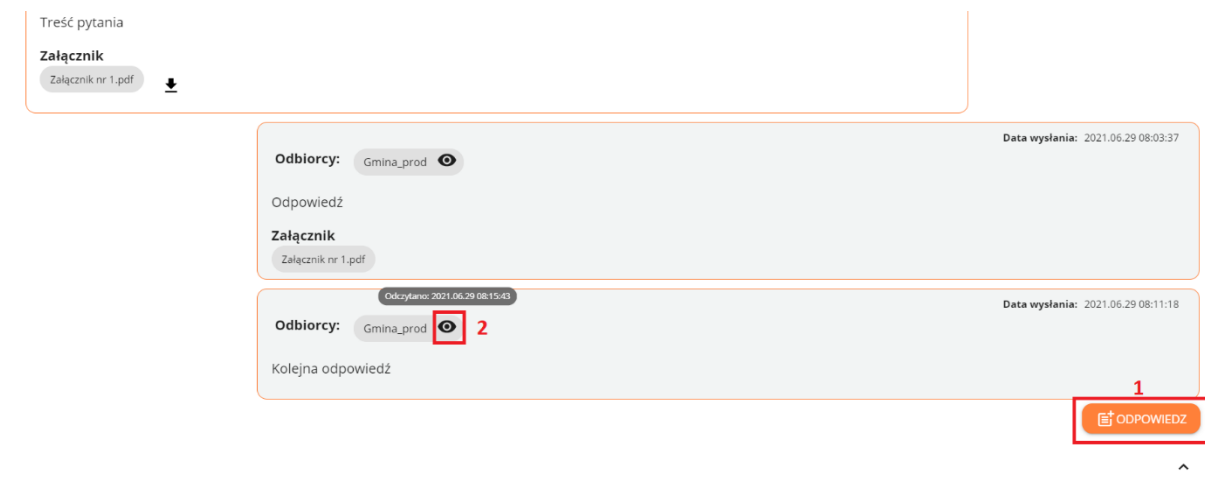 Treść pytania
Załącznik
Załącznik nr 1.pdf
Data wysłania: 2021.06.29 08:03:37
Odbiorcy: Gmina_prod
Odpowiedź
Załącznik
Załącznik nr 1.pdf
Odczytano: 2021.06.29 08:15:43
Data wysłania: 2021.06.29 08:11:18
Odbiorcy: Gmina_prod 2
Kolejna odpowiedź
1
ODPOWIEDZ